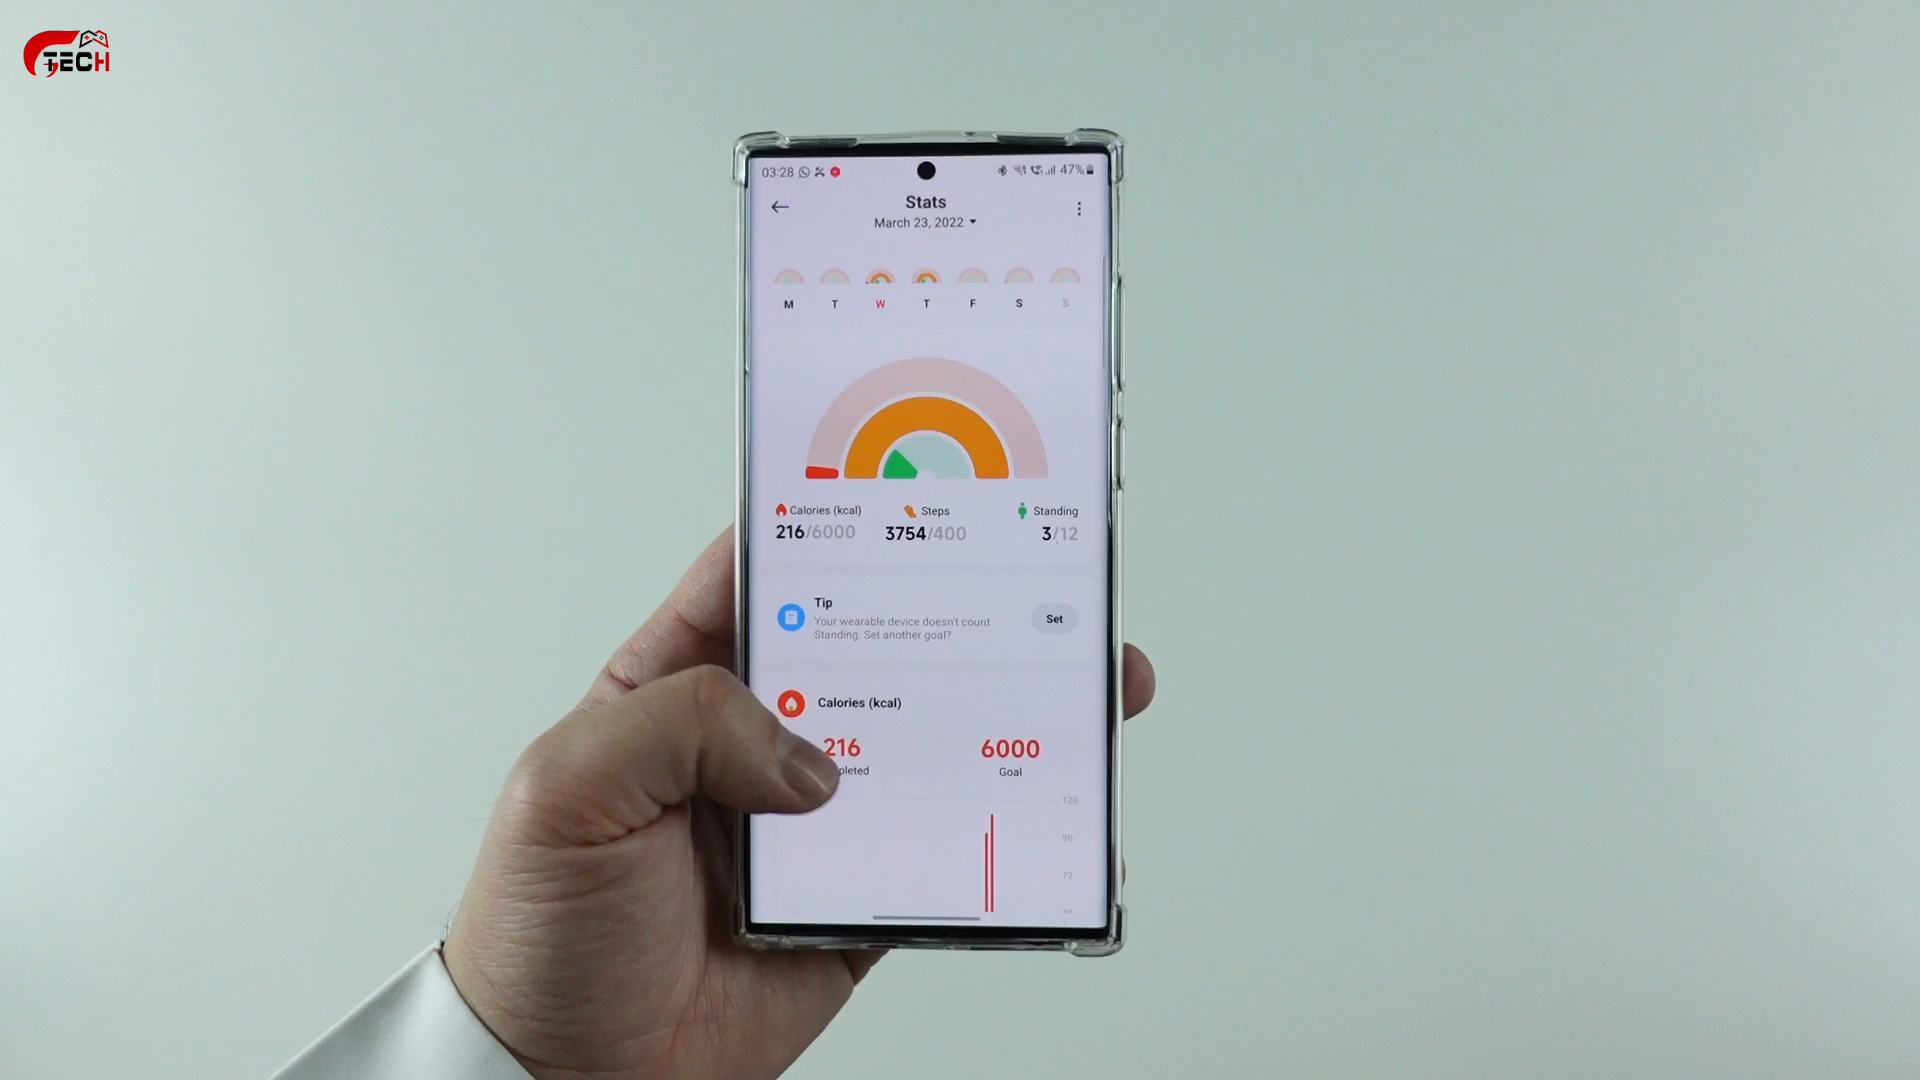 TECH
03:28 47%
Stats
March 23, 2022
M T W T F S S
Calories (kcal) Steps Standing
216/6000 3754/400 3/12
Tip
Your wearable device doesn't count
Standing. Set another goal?
Set
Calories (kcal)
216 6000
pleted Goal
120
96
72